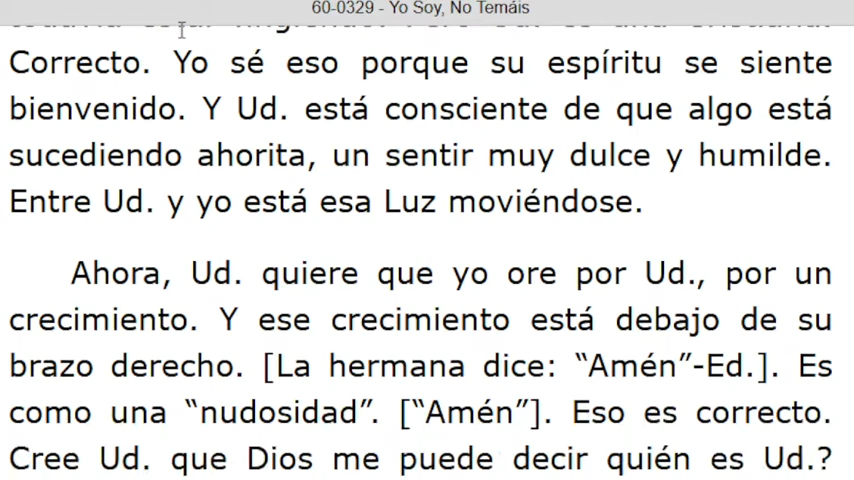 60-0329 - Yo Soy, No Temáis
Correcto. Yo sé eso porque su espíritu se siente
bienvenido. Y Ud. está consciente de que algo está
sucediendo ahorita, un sentir muy dulce y humilde.
Entre Ud. y yo está esa Luz moviéndose.
Ahora, Ud. quiere que yo ore por Ud., por un
crecimiento. Y ese crecimiento está debajo de su
brazo derecho. [La hermana dice: “Amén”-Ed.]. Es
como una “nudosidad”. [“Amén”]. Eso es correcto.
Cree Ud. que Dios me puede decir quién es Ud.?